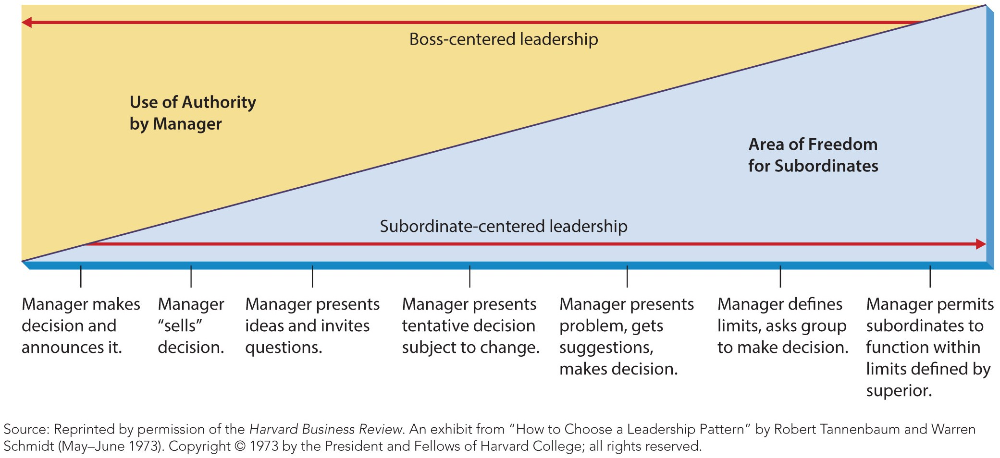 Boss-centered leadership
Use of Authority
by Manager
Area of Freedom
for Subordinates
Subordinate-centered leadership
Manager makes
decision and
announces it.
Manager
“sells”
decision.
Manager presents
ideas and invites
questions.
Manager presents
tentative decision
subject to change.
Manager presents
problem, gets
suggestions,
makes decision.
Manager defines
limits, asks group
to make decision.
Manager permits
subordinates to
function within
limits defined by
superior.
Source: Reprinted by permission of the Harvard Business Review. An exhibit from “How to Choose a Leadership Pattern” by Robert Tannenbaum and Warren
Schmidt (May–June 1973). Copyright © 1973 by the President and Fellows of Harvard College; all rights reserved.